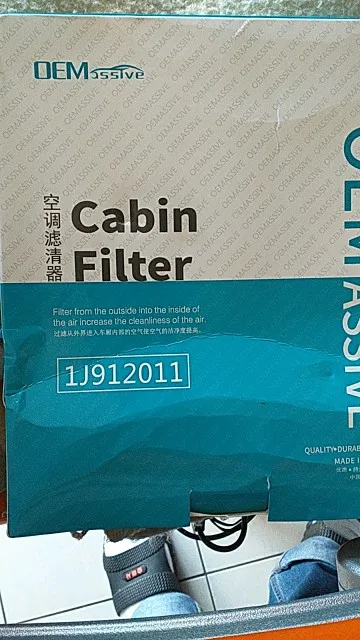 OEMassive
空调滤清器
Cabin
Filter
OEMASSIVE
Filter from the outside into the inside of
the air increase the cleanliness of the air.
过滤从外界进入车厢内部的空气使空气的洁净度提高。
1J912011
QUALITY•DURAB
MADE I